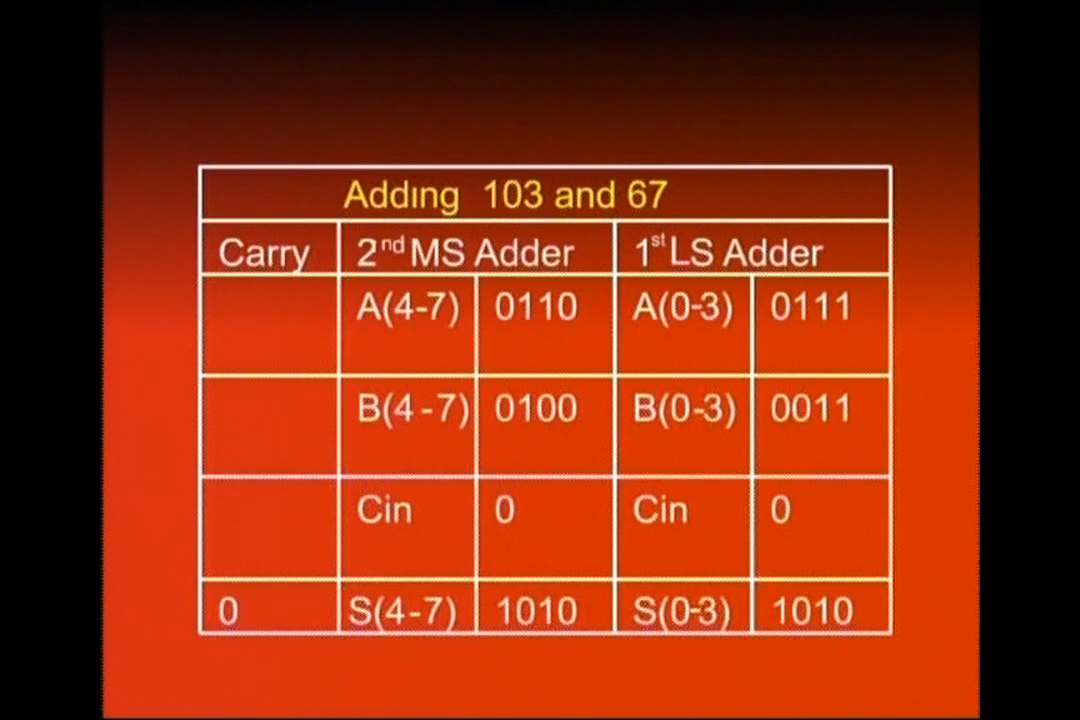 Adding 103 and 67
Carry 2nd MS Adder 1st LS Adder
A(4-7) 0110 A(0-3) 0111
B(4-7) 0100 B(0-3) 0011
Cin 0 Cin 0
0 S(4-7) 1010 S(0-3) 1010